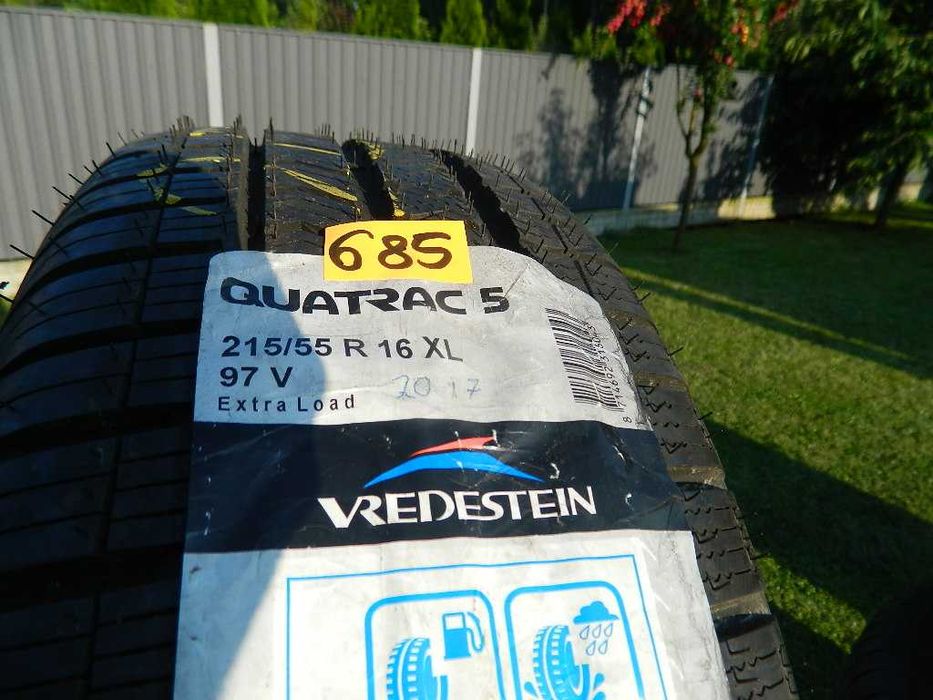 685
QUATRAC 5
215/55 R 16 XL
97 V
2017
Extra Load
VREDESTEIN